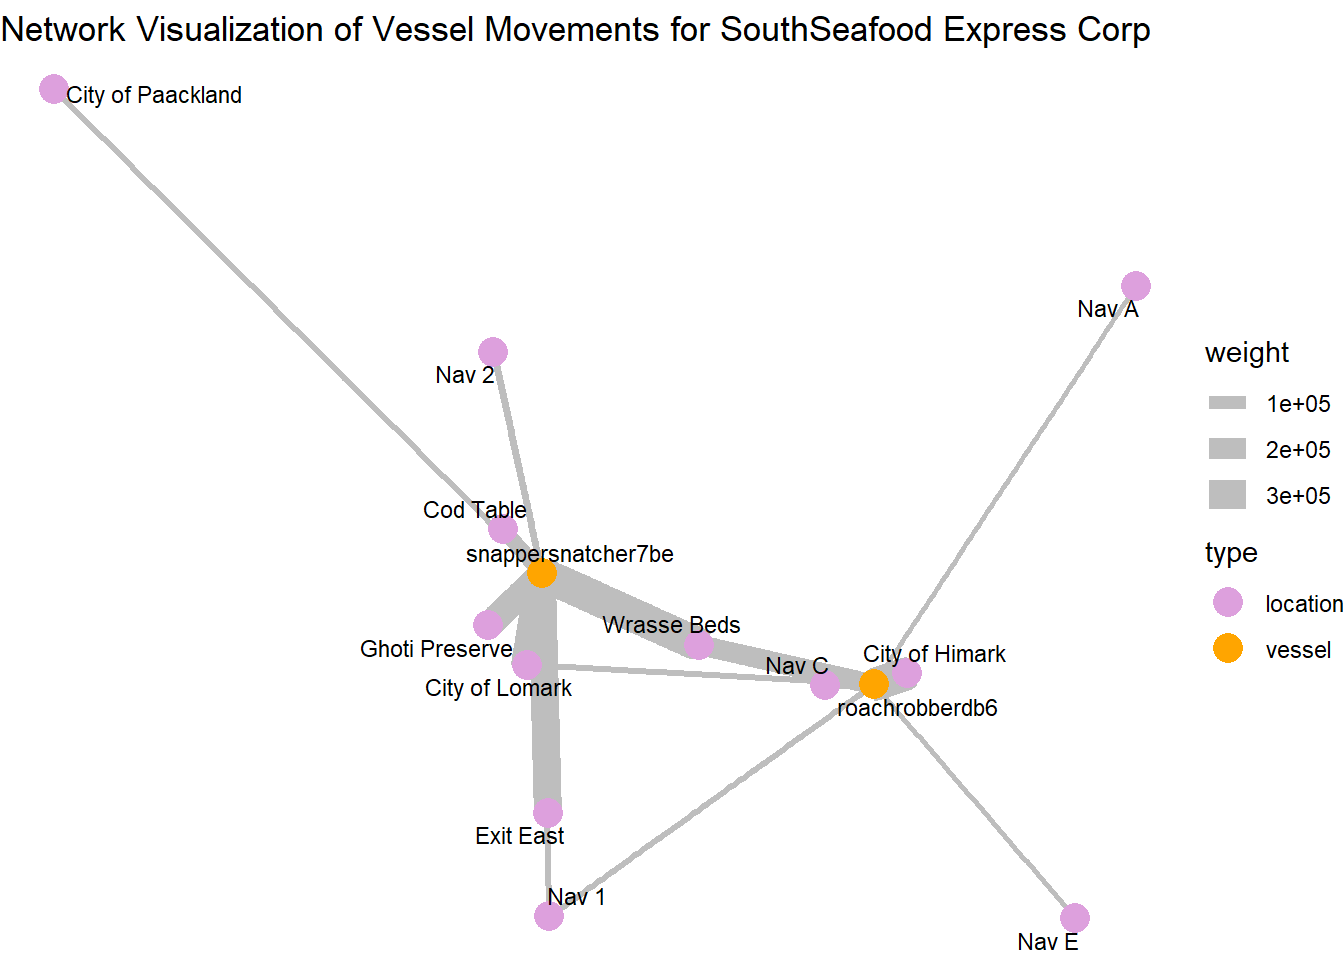 Network Visualization of Vessel Movements for SouthSeafood Express Corp
City of Paackland
Nav A
weight
Nav 2
1e+05
2e+05
3e+05
Cod Table
snappersnatcher7be
type
location
Wrasse Beds
Ghoti Preserve
City of Himark
vessel
Nav C
City of Lomark
roachrobberdb6
Exit East
Nav 1
Nav E